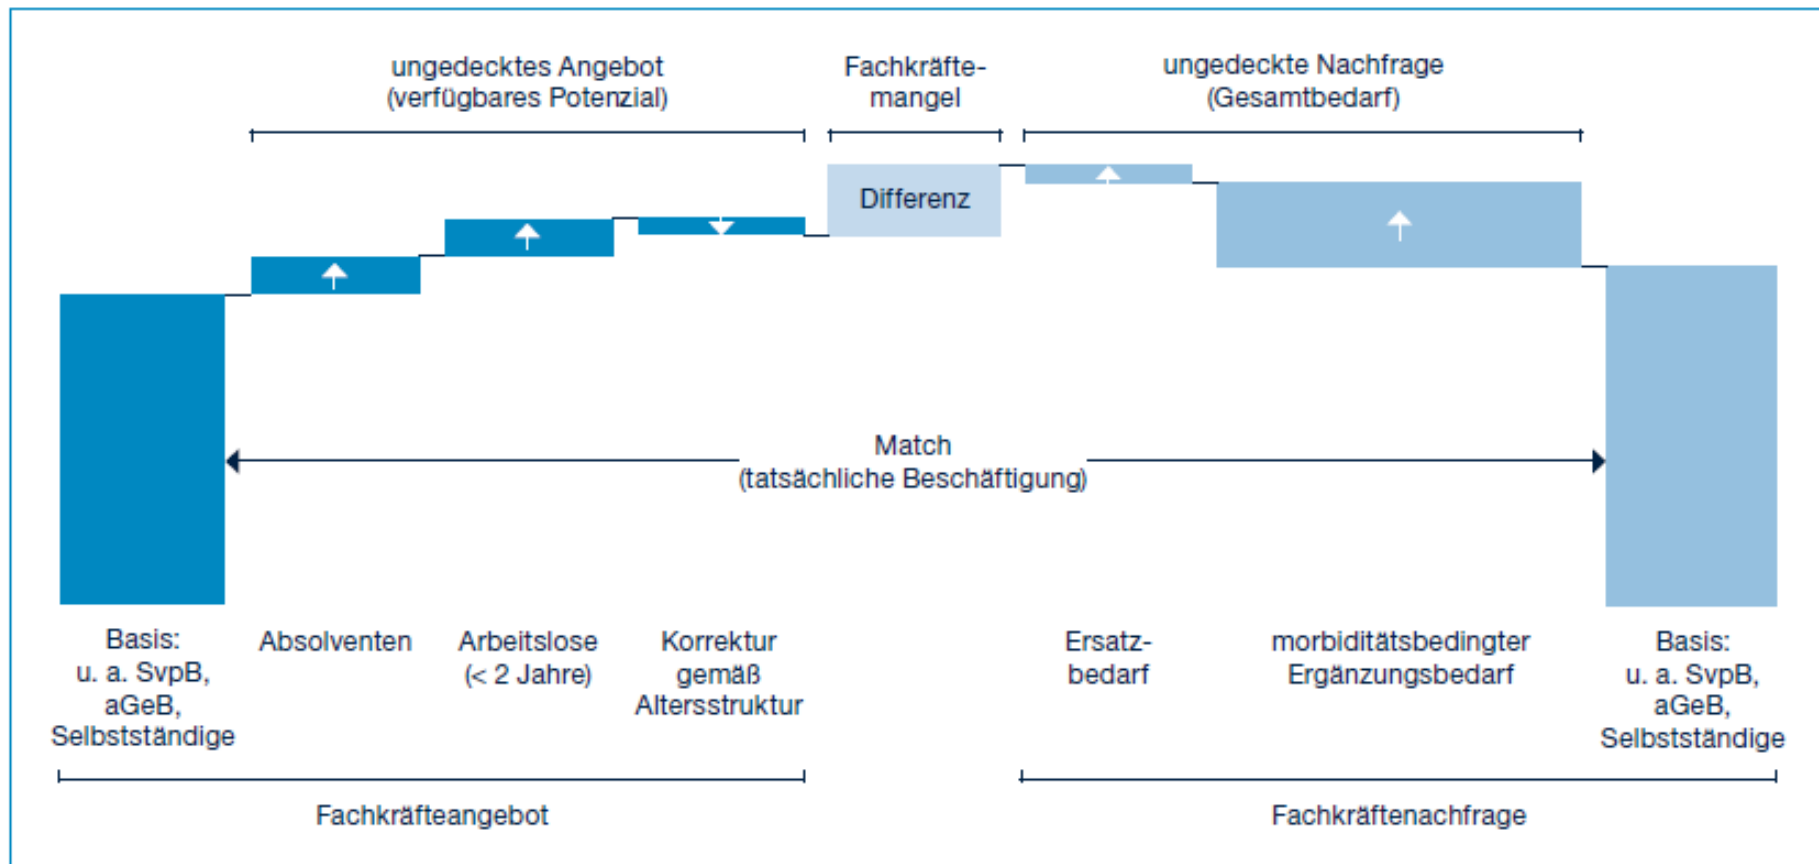 ungedecktes Angebot
(verfügbares Potenzial)
Fachkräfte-
mangel
ungedeckte Nachfrage
(Gesamtbedarf)
Differenz
Match
(tatsächliche Beschäftigung)
Basis:
u. a. SvpB,
aGeB,
Selbstständige
Absolventen
Arbeitslose
(< 2 Jahre)
Korrektur
gemäß
Altersstruktur
Ersatz-
bedarf
morbiditätsbedingter
Ergänzungsbedarf
Basis:
u. a. SvpB,
aGeB,
Selbstständige
Fachkräfteangebot
Fachkräftenachfrage